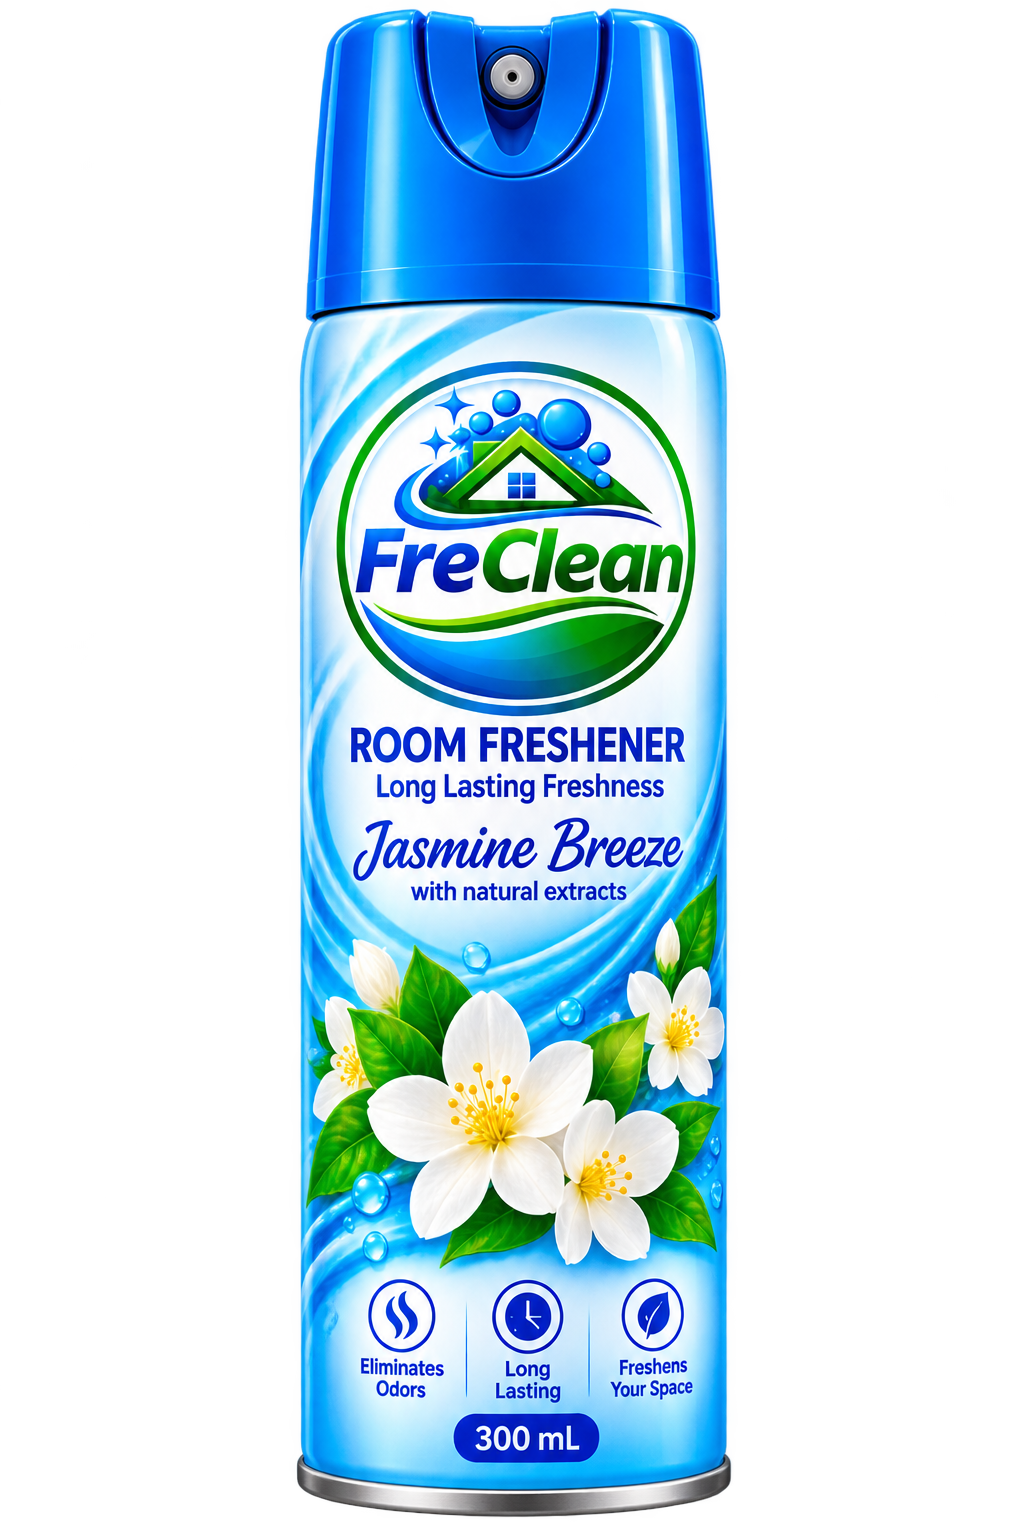 FreClean
ROOM FRESHENER
Long Lasting Freshness
Jasmine Breeze
with natural extracts
Eliminates
Odors
Long
Lasting
Freshens
Your Space
300 mL